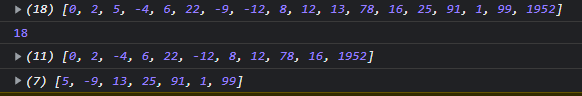 ▶ (18) [0, 2, 5, -4, 6, 22, -9, -12, 8, 12, 13, 78, 16, 25, 91, 1, 99, 1952]
18
▶ (11) [0, 2, -4, 6, 22, -12, 8, 12, 78, 16, 1952]
▶ (7) [5, -9, 13, 25, 91, 1, 99]